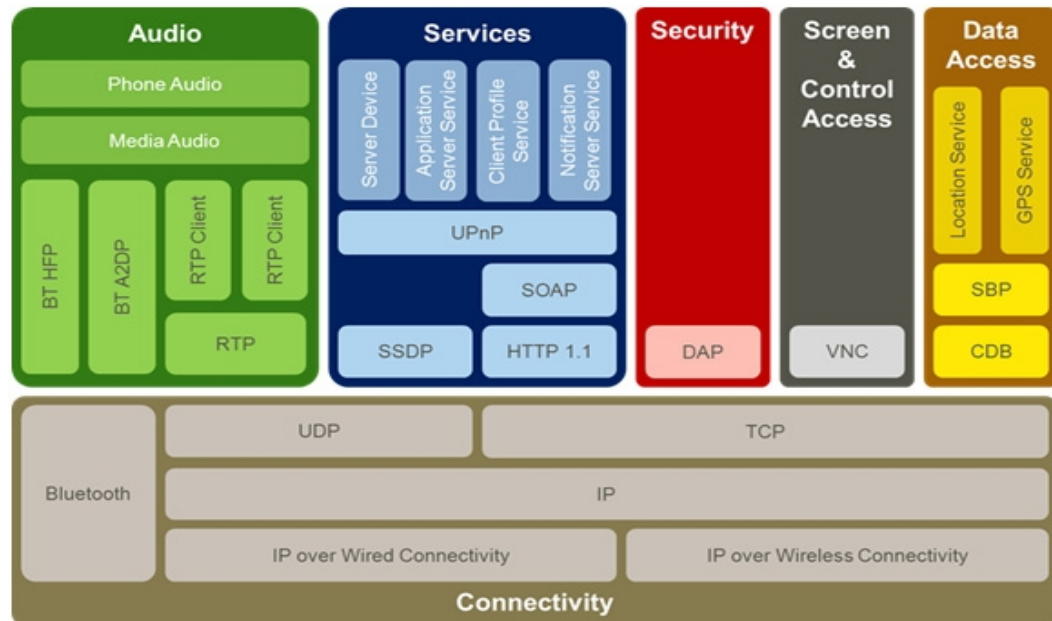 Audio
Phone Audio
Media Audio
BT HFP
BT A2DP
RTP Client
RTP Client
RTP
Services
Server Device
Application
Server Service
Client Profile
Service
Notification
Server Service
UPnP
SOAP
SSDP
HTTP 1.1
Security
DAP
Screen
&
Control
Access
VNC
Data
Access
Location Service
GPS Service
SBP
CDB
Bluetooth
UDP
TCP
IP
IP over Wired Connectivity
IP over Wireless Connectivity
Connectivity